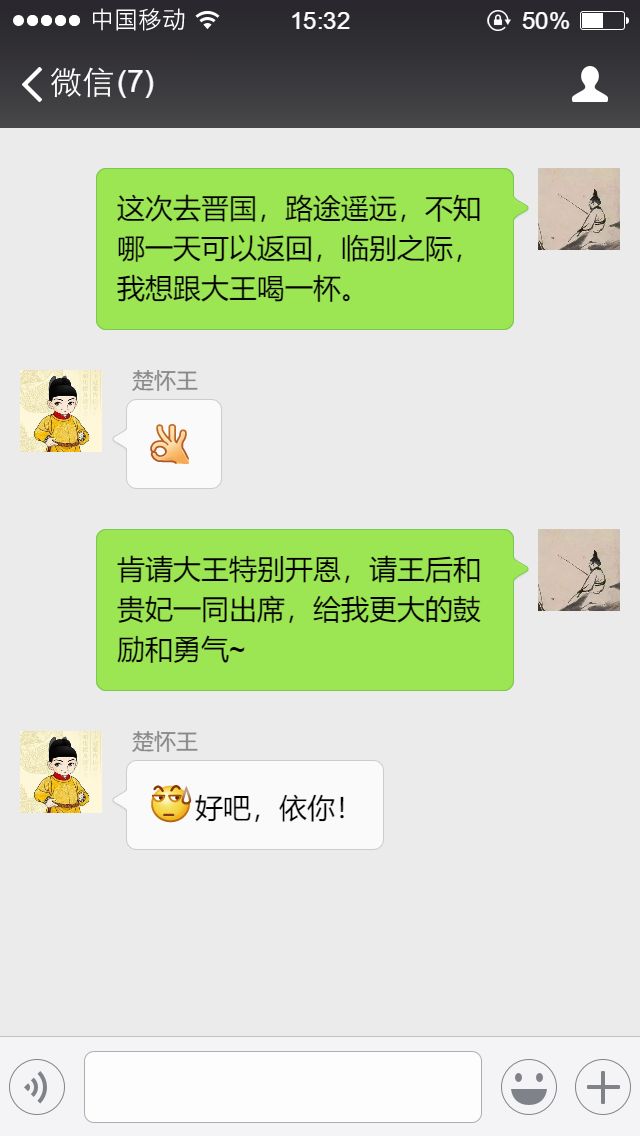 中国移动 15:32 50%
微信(7)
这次去晋国，路途遥远，不知
哪一天可以返回，临别之际，
我想跟大王喝一杯。
楚怀王
肯请大王特别开恩，请王后和
贵妃一同出席，给我更大的鼓
励和勇气~
楚怀王
好吧，依你！